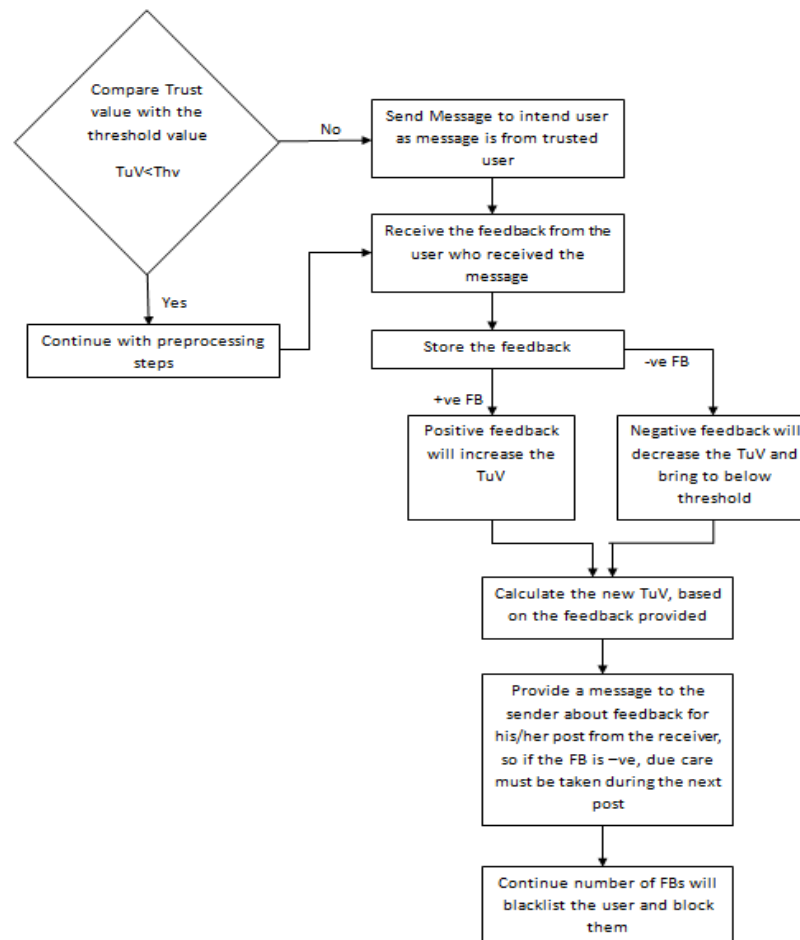 Compare Trust
value with the
threshold value
TuV<Thv
No
Send Message to intend user
as message is from trusted
user
Receive the feedback from the
user who received the
message
Yes
Continue with preprocessing
steps
Store the feedback
-ve FB
+ve FB
Positive feedback
will increase the
TuV
Negative feedback will
decrease the TuV and
bring to below
threshold
Calculate the new TuV, based
on the feedback provided
Provide a message to the
sender about feedback for
his/her post from the receiver,
so if the FB is –ve, due care
must be taken during the next
post
Continue number of FBs will
blacklist the user and block
them